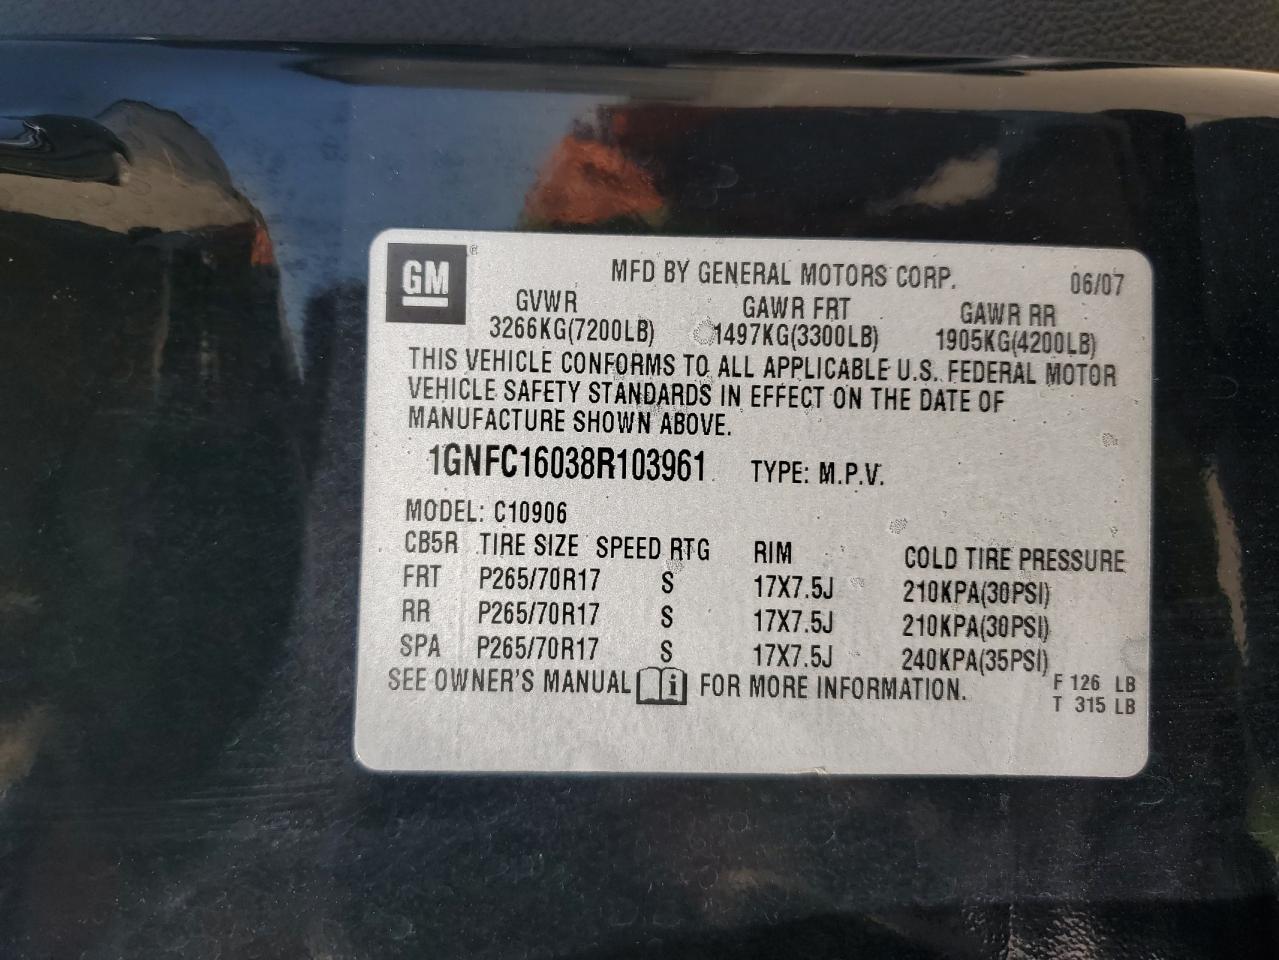 GM ®
MFD BY GENERAL MOTORS CORP. 06/07
GVWR GAWR FRT GAWR RR
3266KG(7200LB) 1497KG(3300LB) 1905KG(4200LB)
THIS VEHICLE CONFORMS TO ALL APPLICABLE U.S. FEDERAL MOTOR
VEHICLE SAFETY STANDARDS IN EFFECT ON THE DATE OF
MANUFACTURE SHOWN ABOVE.
1GNFC16038R103961 TYPE: M.P.V.
MODEL: C10906
CB5R TIRE SIZE SPEED RTG RIM COLD TIRE PRESSURE
FRT P265/70R17 S 17X7.5J 210KPA(30PSI)
RR P265/70R17 S 17X7.5J 210KPA(30PSI)
SPA P265/70R17 S 17X7.5J 240KPA(35PSI)
SEE OWNER'S MANUAL i FOR MORE INFORMATION. F 126 LB
T 315 LB